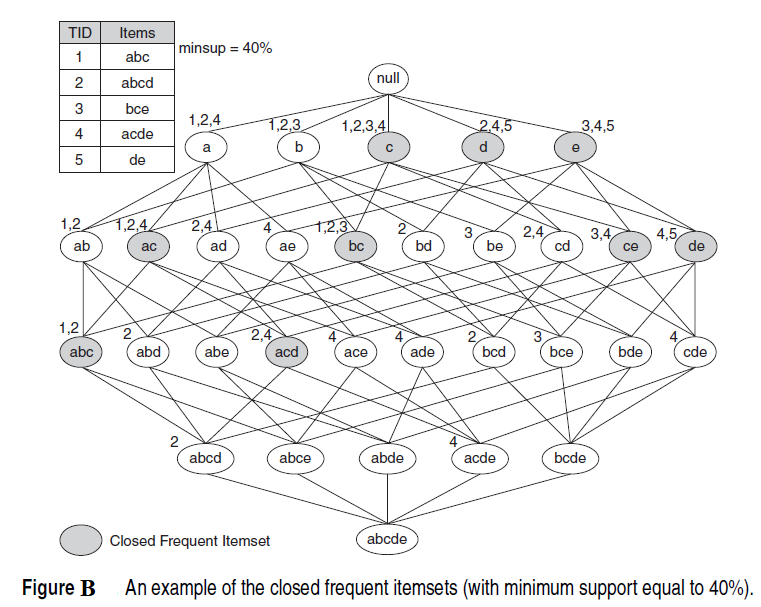 TID Items
1 abc
2 abcd
3 bce
4 acde
5 de
minsup = 40%
null
1,2,4 1,2,3 1,2,3,4 2,4,5 3,4,5
a b c d e
1,2 1,2,4 2,4 4 1,2,3 2 3 2,4 3,4 4,5
ab ac ad ae bc bd be cd ce de
1,2 2 2,4 4 4 2 3 4
abc abd abe acd ace ade bcd bce bde cde
2 4
abcd abce abde acde bcde
abcde
Closed Frequent Itemset
Figure B An example of the closed frequent itemsets (with minimum support equal to 40%).